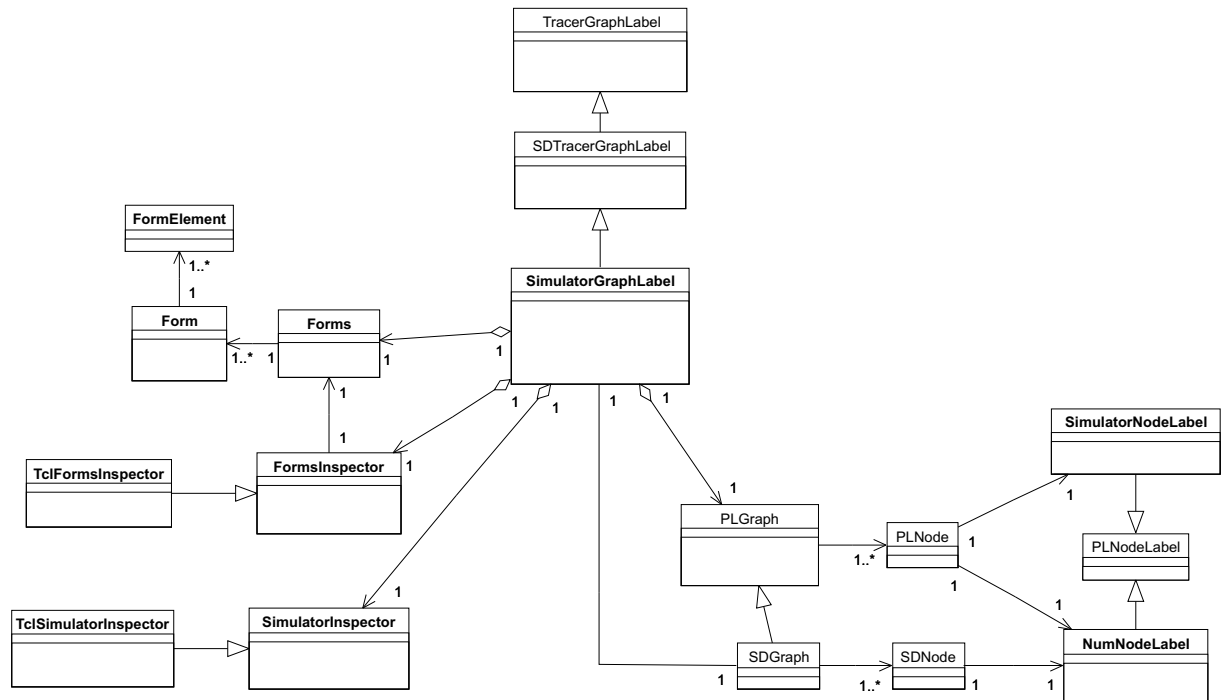 TracerGraphLabel
SDTracerGraphLabel
FormElement
1..*
1
SimulatorGraphLabel
Form
Forms
1..*
1
1
1
1
1
1
1
1
1
1
FormsInspector
TclFormsInspector
1
SimulatorNodeLabel
1
1
PLGraph
PLNode
1
PLNodeLabel
1..*
1
1
1
TclSimulatorInspector
SimulatorInspector
NumNodeLabel
SDGraph
SDNode
1
1..*
1
1